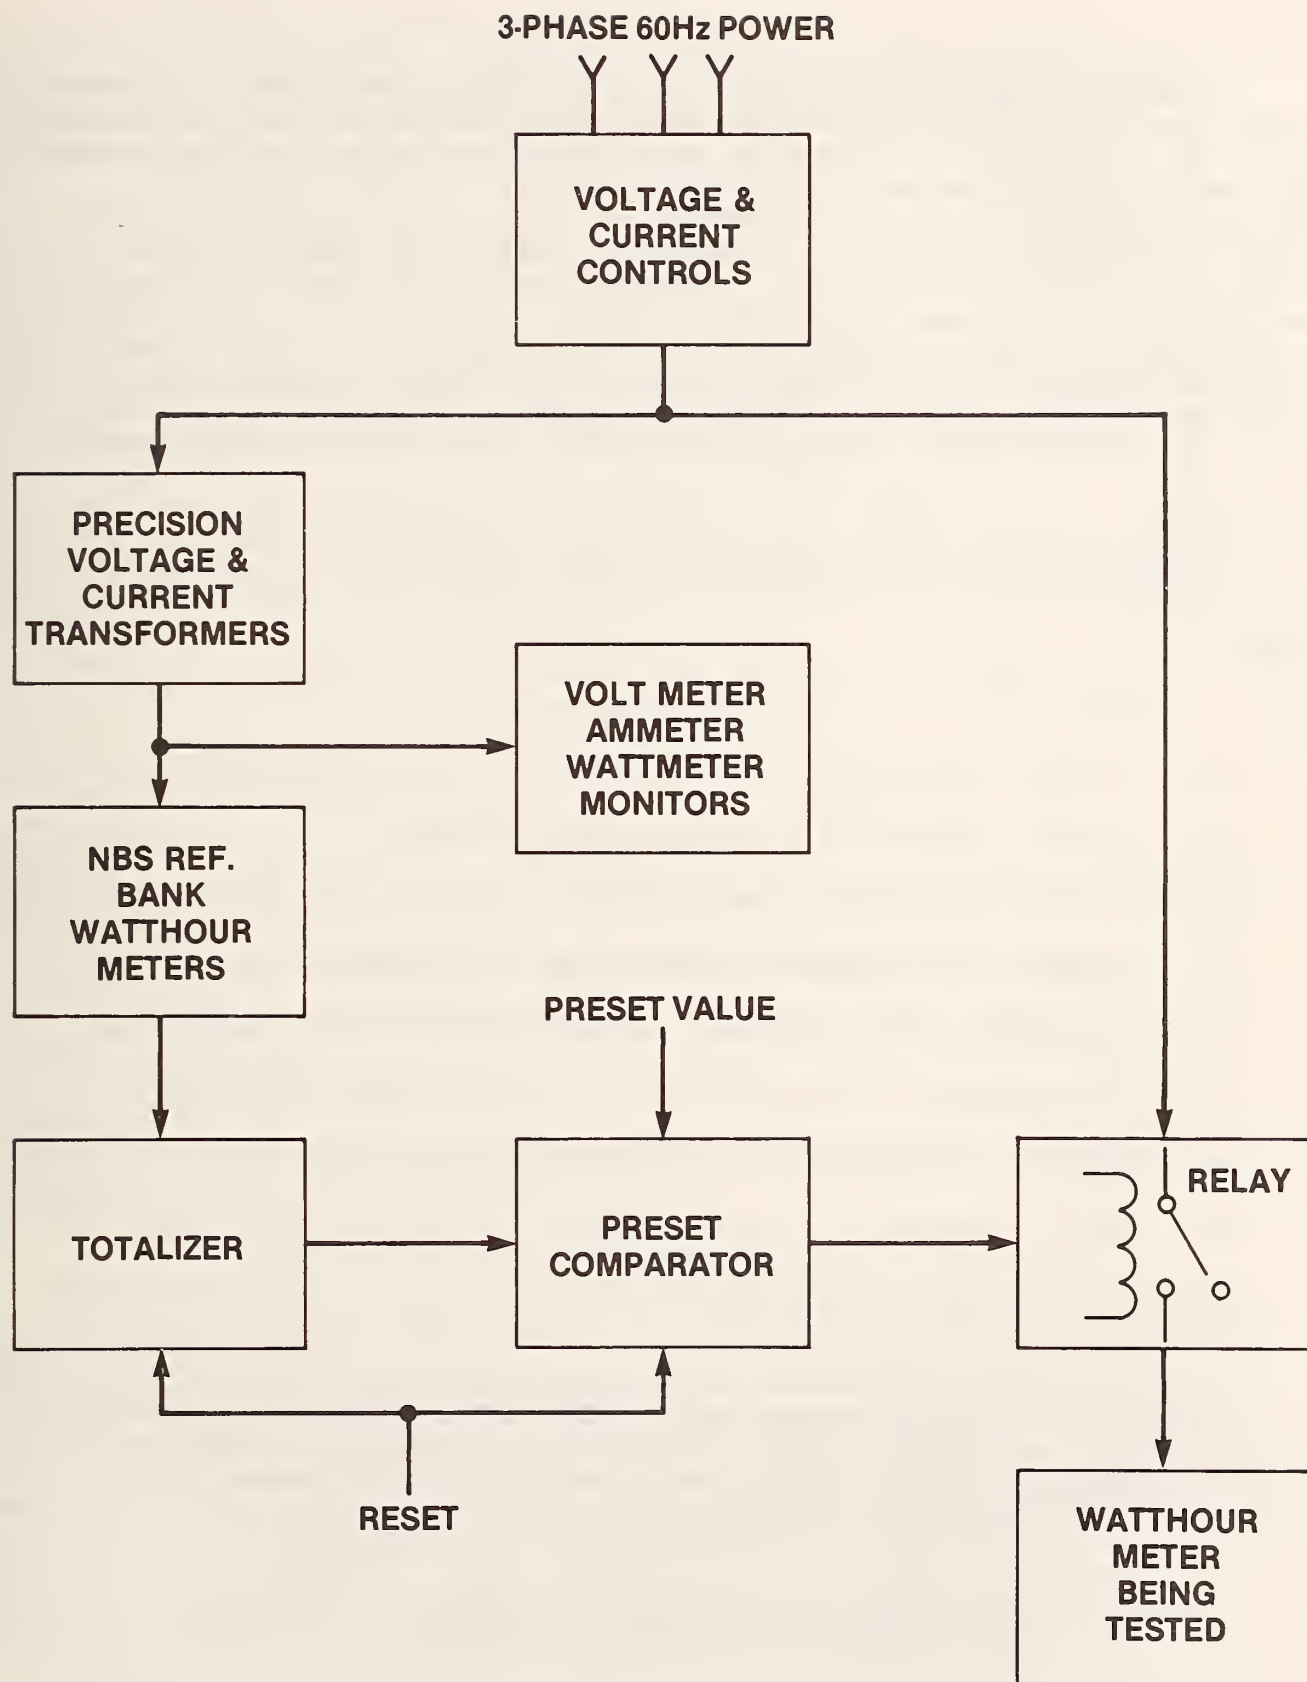 3-PHASE 60Hz POWER
VOLTAGE &
CURRENT
CONTROLS
PRECISION
VOLTAGE &
CURRENT
TRANSFORMERS
VOLT METER
AMMETER
WATTMETER
MONITORS
NBS REF.
BANK
WATTHOUR
METERS
PRESET VALUE
TOTALIZER
PRESET
COMPARATOR
RELAY
RESET
WATTHOUR
METER
BEING
TESTED